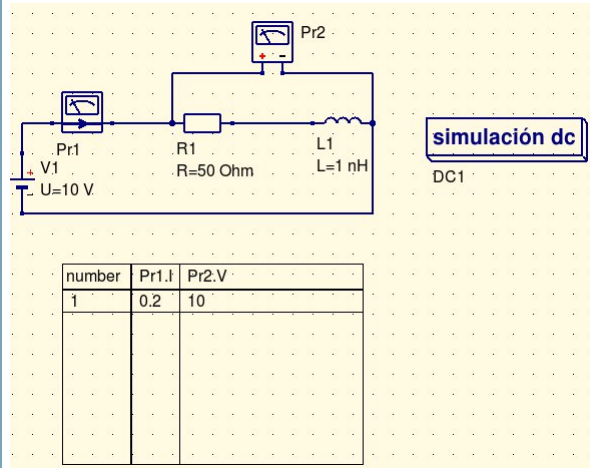 Pr2
Pr1
V1
U=10 V
R1
R=50 Ohm
L1
L=1 nH
simulación dc
DC1
number Pr1.I Pr2.V
1 0.2 10